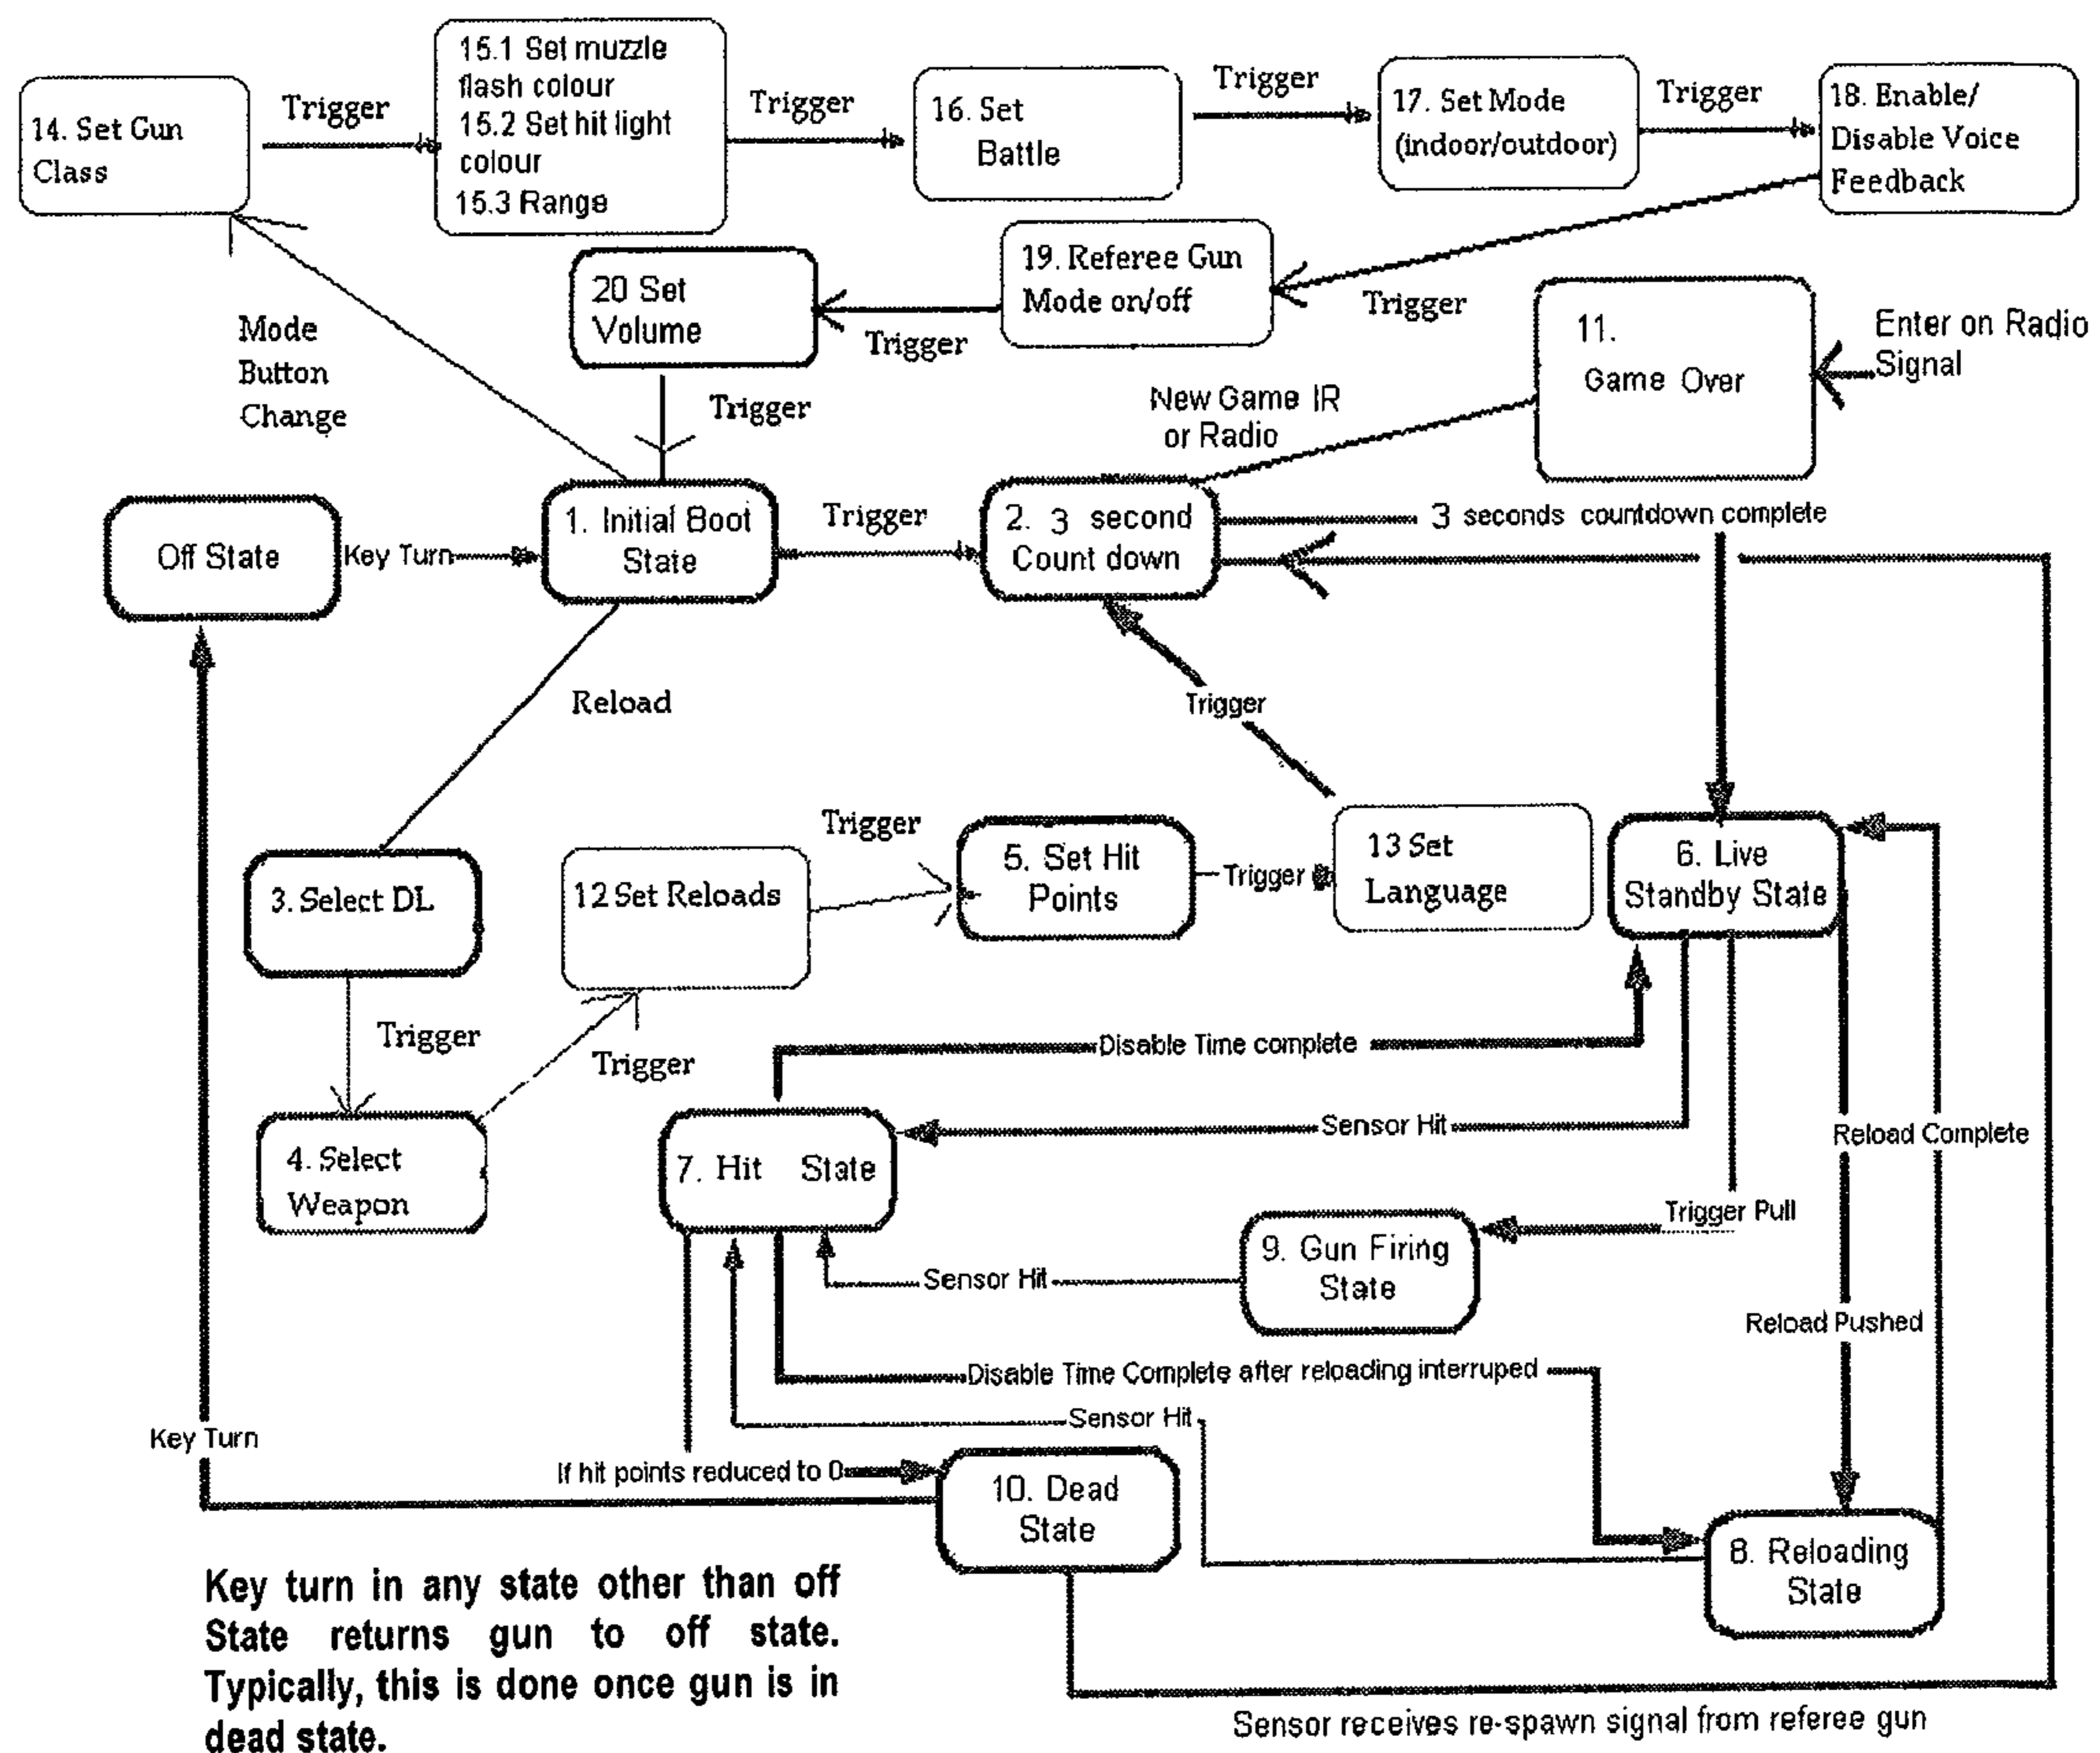 15.1 Set muzzle
flash colour
15.2 Set hit light
colour
15.3 Range
14. Set Gun
Class
Trigger
Trigger
16. Set
Battle
Trigger
17. Set Mode
(indoor/outdoor)
Trigger
18. Enable/
Disable Voice
Feedback
20 Set
Volume
19. Referee Gun
Mode on/off
Trigger
Trigger
11.
Game Over
Enter on Radio
Signal
Mode
Button
Change
Trigger
New Game IR
or Radio
Off State
Key Turn
1. Initial Boot
State
Trigger
2. 3 second
Count down
3 seconds countdown complete
Reload
Trigger
3. Select DL
12 Set Reloads
Trigger
5. Set Hit
Points
Trigger
13 Set
Language
6. Live
Standby State
Trigger
Trigger
Disable Time complete
4. Select
Weapon
7. Hit State
Sensor Hit
Reload Complete
Trigger Pull
9. Gun Firing
State
Sensor Hit
Reload Pushed
Disable Time Complete after reloading interruped
Sensor Hit
Key Turn
If hit points reduced to 0
10. Dead
State
8. Reloading
State
Key turn in any state other than off
State returns gun to off state.
Typically, this is done once gun is in
dead state.
Sensor receives re-spawn signal from referee gun